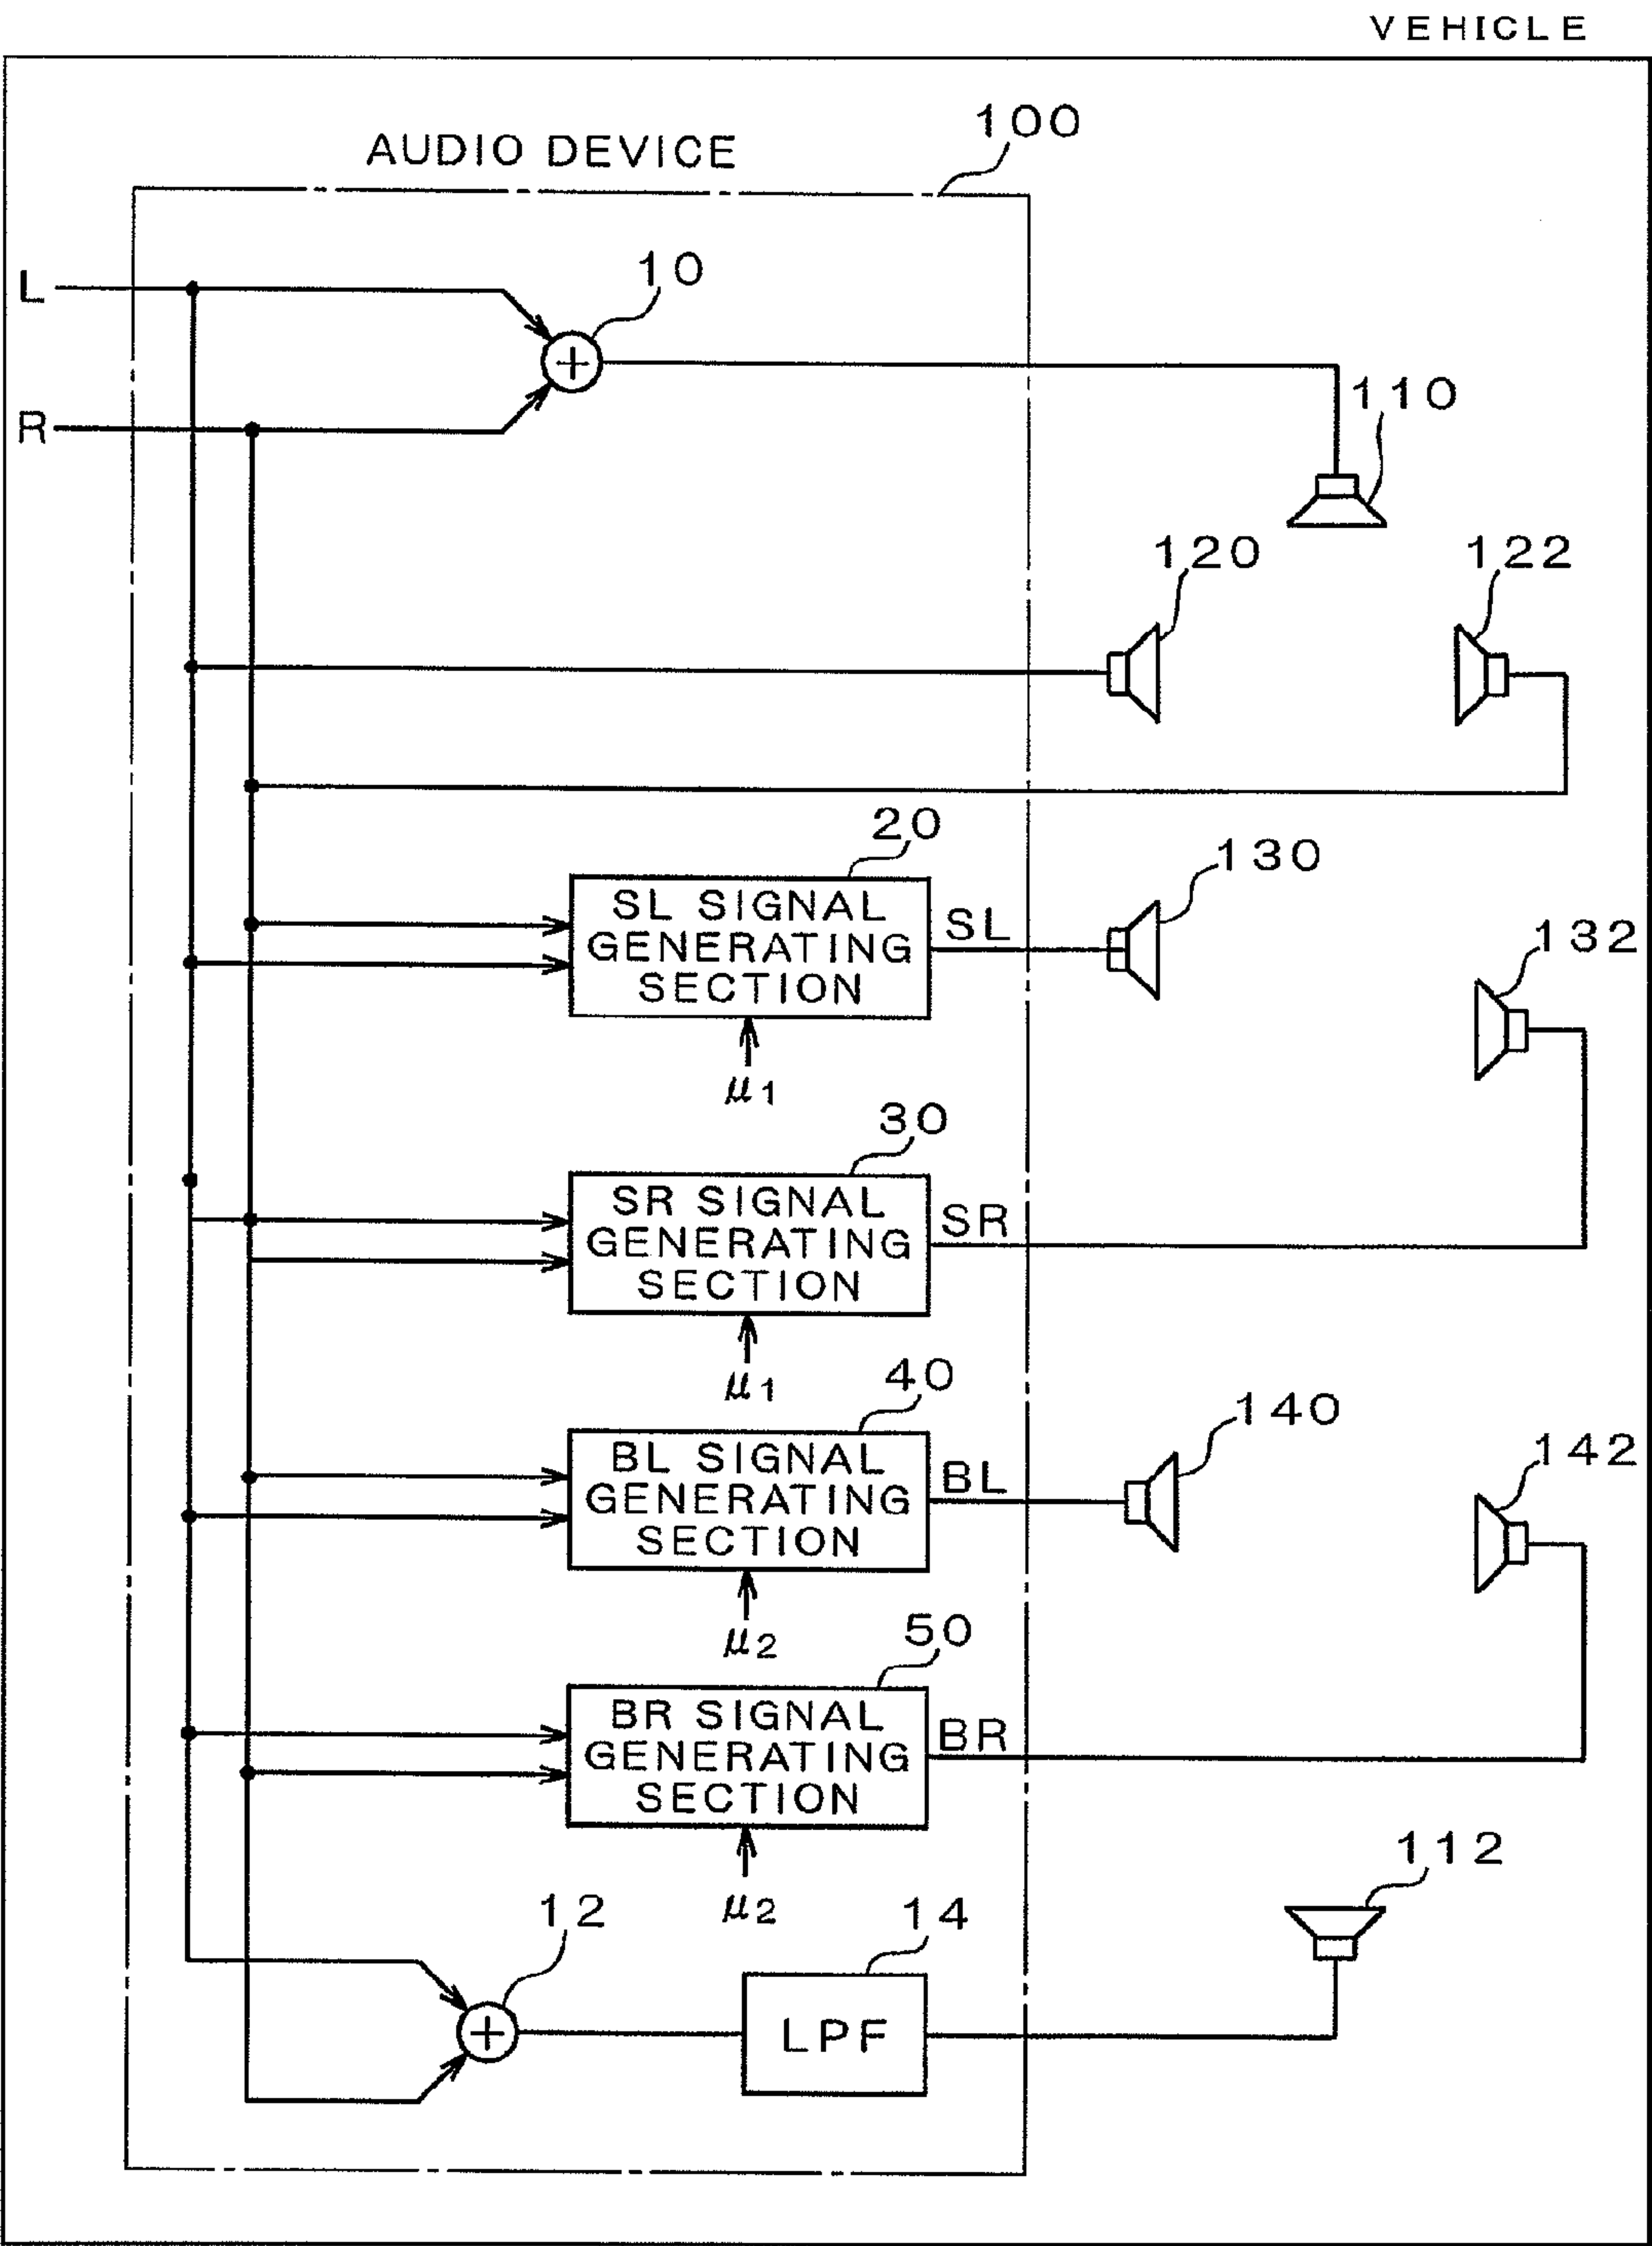 VEHICLE
100
AUDIO DEVICE
L
10
R
110
120
122
20
130
SL SIGNAL
GENERATING
SECTION
SL
132
μ1
30
SR SIGNAL
GENERATING
SECTION
SR
μ1
40
140
BL SIGNAL
GENERATING
SECTION
BL
142
μ2
50
BR SIGNAL
GENERATING
SECTION
BR
112
μ2
12
14
LPF